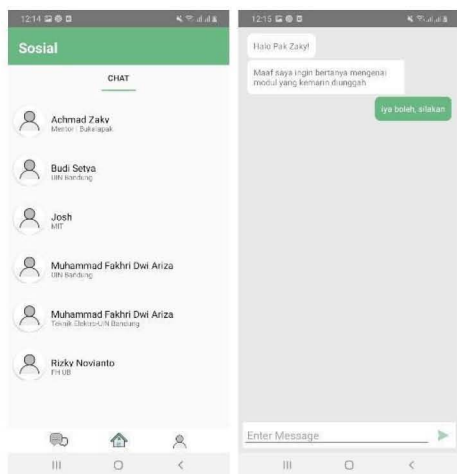 12:14
Sosial
CHAT
Achmad Zaky
Mentor | Bukalapak
Budi Setya
UIN Bandung
Josh
MIT
Muhammad Fakhri Dwi Ariza
UIN Bandung
Muhammad Fakhri Dwi Ariza
Teknik Elektro-UIN Bandung
Rizky Novianto
FH UB
12:15
Halo Pak Zaky!
Maaf saya ingin bertanya mengenai
modul yang kemarin diunggah
iya boleh, silakan
Enter Message